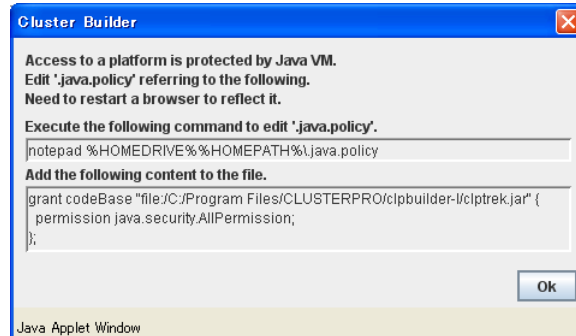 Cluster Builder
Access to a platform is protected by Java VM.
Edit '.java.policy' referring to the following.
Need to restart a browser to reflect it.
Execute the following command to edit '.java.policy'.
notepad %HOMEDRIVE%%HOMEPATH%\.java.policy
Add the following content to the file.
grant codeBase "file:/C:/Program Files/CLUSTERPRO/clpbuilder-l/clptrek.jar" {
  permission java.security.AllPermission;
};
Ok
Java Applet Window